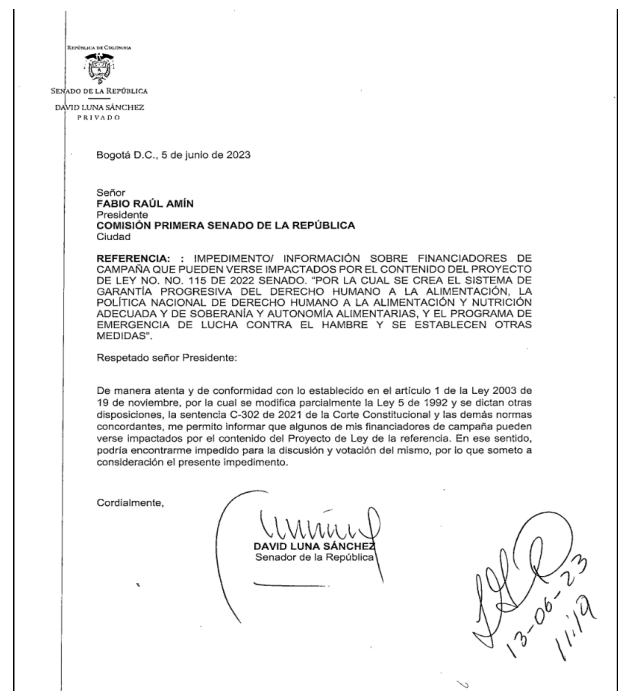 REPÚBLICA DE COLOMBIA
SENADO DE LA REPÚBLICA
DAVID LUNA SÁNCHEZ
PRIVADO
Bogotá D.C., 5 de junio de 2023
Señor
FABIO RAÚL AMÍN
Presidente
COMISIÓN PRIMERA SENADO DE LA REPÚBLICA
Ciudad
REFERENCIA: : IMPEDIMENTO/ INFORMACIÓN SOBRE FINANCIADORES DE
CAMPAÑA QUE PUEDEN VERSE IMPACTADOS POR EL CONTENIDO DEL PROYECTO
DE LEY NO. NO. 115 DE 2022 SENADO. "POR LA CUAL SE CREA EL SISTEMA DE
GARANTÍA PROGRESIVA DEL DERECHO HUMANO A LA ALIMENTACIÓN, LA
POLÍTICA NACIONAL DE DERECHO HUMANO A LA ALIMENTACIÓN Y NUTRICIÓN
ADECUADA Y DE SOBERANÍA Y AUTONOMÍA ALIMENTARIAS, Y EL PROGRAMA DE
EMERGENCIA DE LUCHA CONTRA EL HAMBRE Y SE ESTABLECEN OTRAS
MEDIDAS".
Respetado señor Presidente:
De manera atenta y de conformidad con lo establecido en el artículo 1 de la Ley 2003 de
19 de noviembre, por la cual se modifica parcialmente la Ley 5 de 1992 y se dictan otras
disposiciones, la sentencia C-302 de 2021 de la Corte Constitucional y las demás normas
concordantes, me permito informar que algunos de mis financiadores de campaña pueden
verse impactados por el contenido del Proyecto de Ley de la referencia. En ese sentido,
podría encontrarme impedido para la discusión y votación del mismo, por lo que someto a
consideración el presente impedimento.
Cordialmente,
DAVID LUNA SÁNCHEZ
Senador de la República
13-06-23
11:19